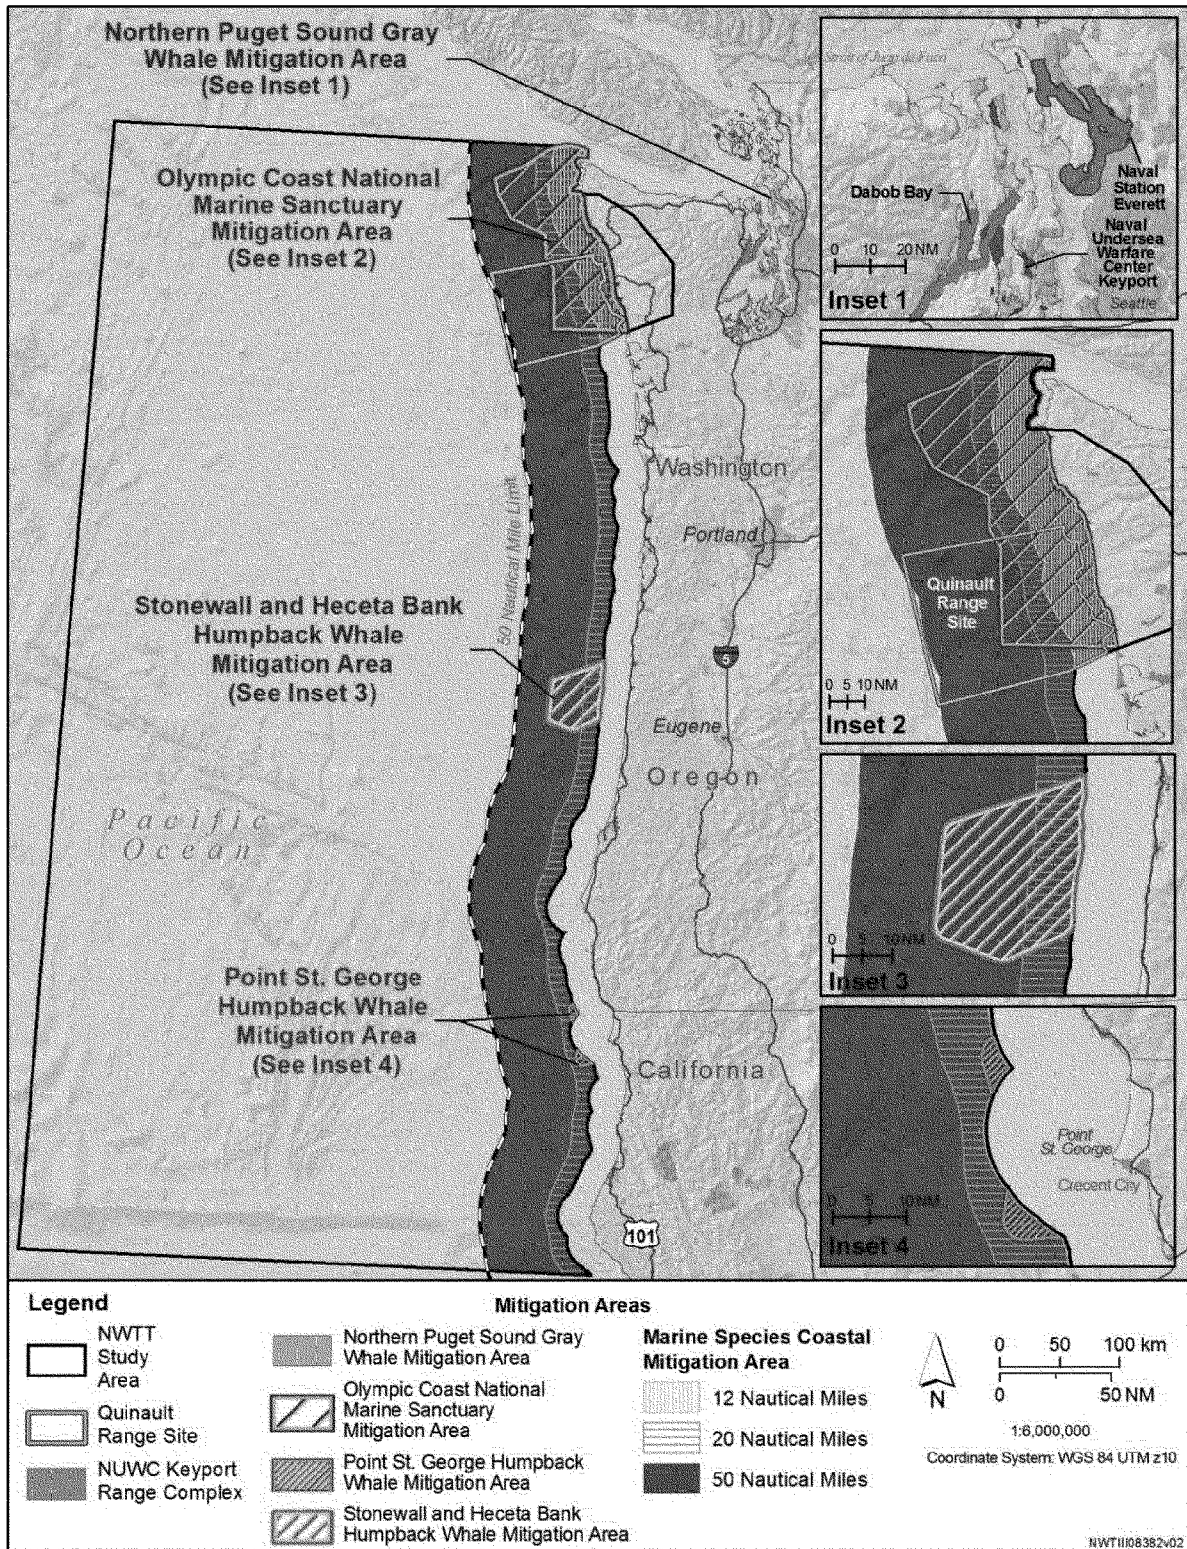 Northern Puget Sound Gray
Whale Mitigation Area
(See Inset 1)
Olympic Coast National
Marine Sanctuary
Mitigation Area
(See Inset 2)
50 Nautical Mile Limit
Washington
Portland
Stonewall and Heceta Bank
Humpback Whale
Mitigation Area
(See Inset 3)
5
Eugene
Oregon
Pacific
Ocean
Point St. George
Humpback Whale
Mitigation Area
(See Inset 4)
California
101
Strait of Juan de Fuca
Dabob Bay
Naval
Station
Everett
Naval
Undersea
Warfare
Center
Keyport
Seattle
0 10 20 NM
Inset 1
Quinault
Range
Site
0 5 10 NM
Inset 2
0 5 10 NM
Inset 3
Point
St. George
Crecent City
0 5 10 NM
Inset 4
Legend
NWTT
Study
Area
Quinault
Range Site
NUWC Keyport
Range Complex
Mitigation Areas
Northern Puget Sound Gray
Whale Mitigation Area
Olympic Coast National
Marine Sanctuary
Mitigation Area
Point St. George Humpback
Whale Mitigation Area
Stonewall and Heceta Bank
Humpback Whale Mitigation Area
Marine Species Coastal
Mitigation Area
12 Nautical Miles
20 Nautical Miles
50 Nautical Miles
N
0 50 100 km
0 50 NM
1:6,000,000
Coordinate System: WGS 84 UTM z10
NWTIII08382v02